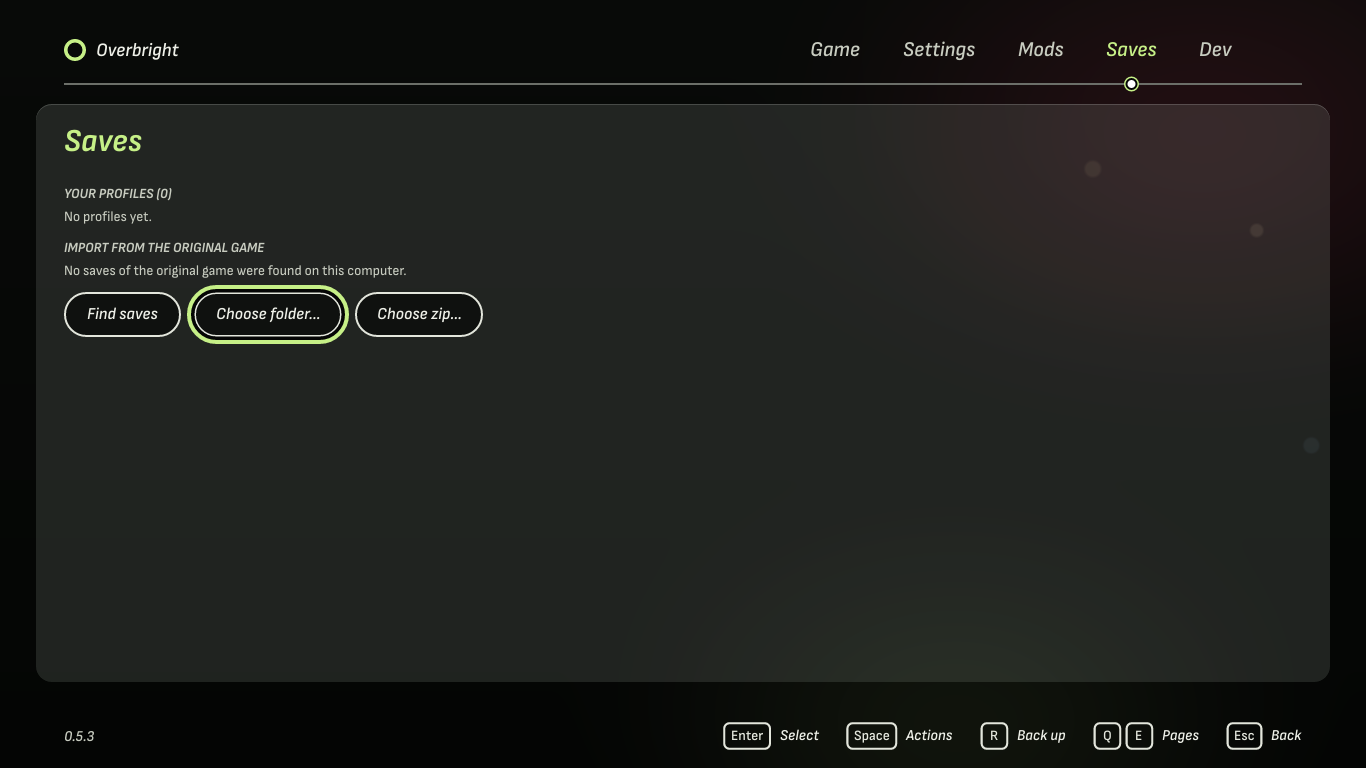 Overbright
Game Settings Mods Saves Dev
Saves
YOUR PROFILES (0)
No profiles yet.
IMPORT FROM THE ORIGINAL GAME
No saves of the original game were found on this computer.
Find saves Choose folder... Choose zip...
0.5.3 Enter Select Space Actions R Back up Q E Pages Esc Back